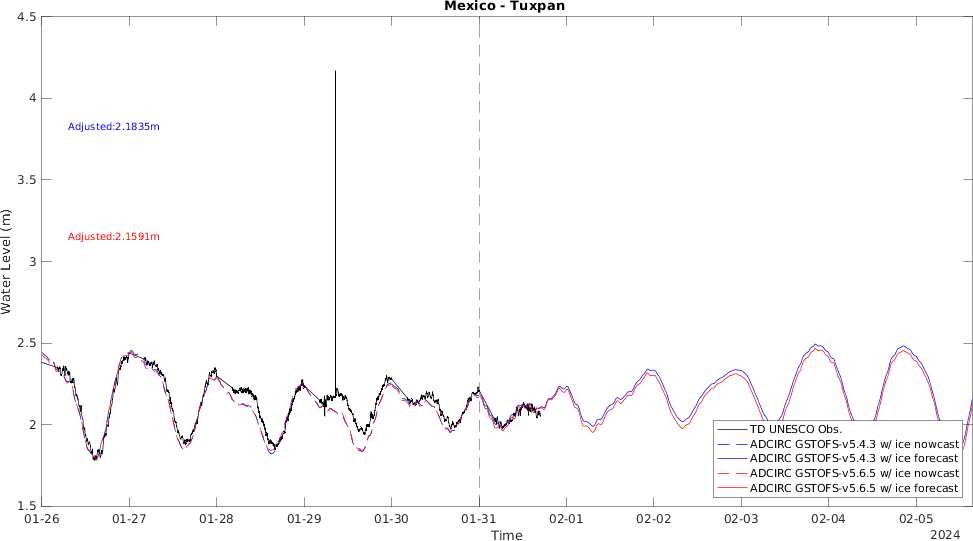 Mexico - Tuxpan
4.5
4
3.5
3
2.5
2
1.5
Water Level (m)
Adjusted:2.1835m
Adjusted:2.1591m
TD UNESCO Obs.
ADCIRC GSTOFS-v5.4.3 w/ ice nowcast
ADCIRC GSTOFS-v5.4.3 w/ ice forecast
ADCIRC GSTOFS-v5.6.5 w/ ice nowcast
ADCIRC GSTOFS-v5.6.5 w/ ice forecast
01-26 01-27 01-28 01-29 01-30 01-31 02-01 02-02 02-03 02-04 02-05
Time
2024